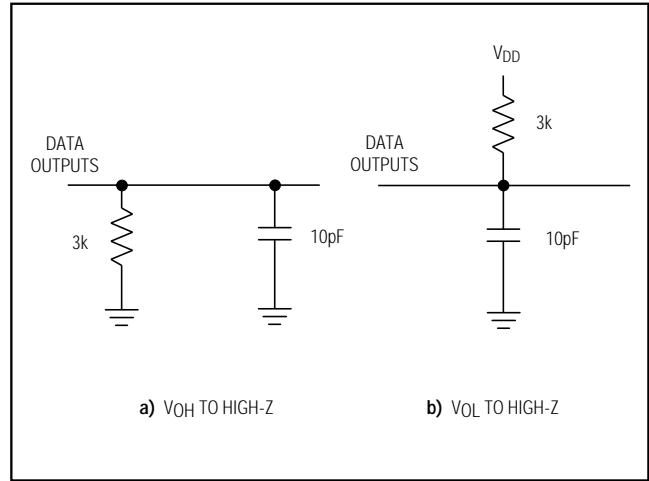 DATA
OUTPUTS
3k
10pF
a) VOH TO HIGH-Z
VDD
3k
DATA
OUTPUTS
10pF
b) VOL TO HIGH-Z